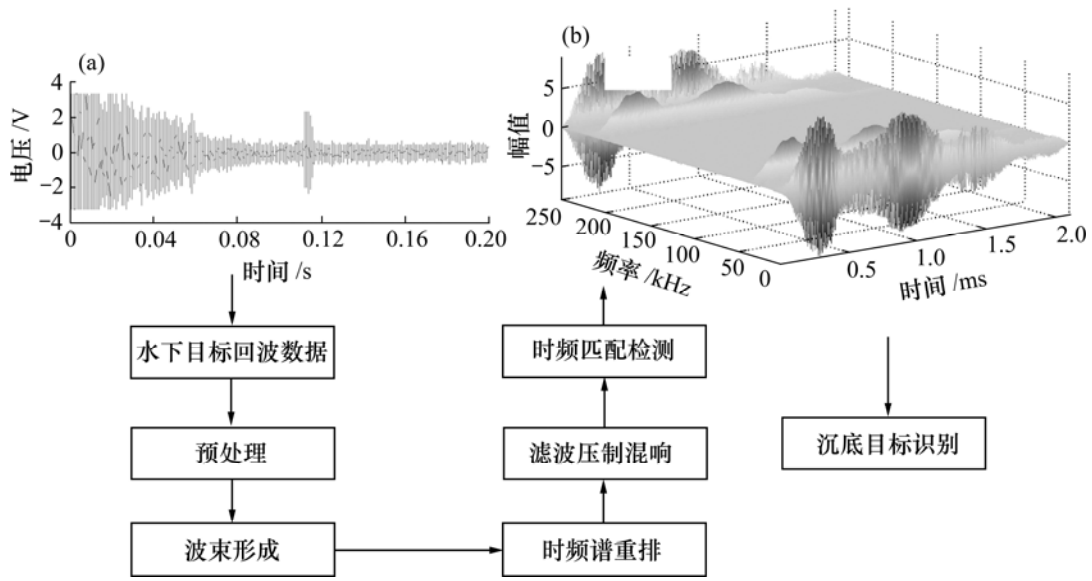 (a)
电压 /V
4
2
0
−2
−4
0
0.04
0.08
0.12
0.16
0.20
时间 /s
(b)
幅值
5
0
−5
250
200
150
100
50
0
频率 /kHz
0.5
1.0
1.5
2.0
时间 /ms
水下目标回波数据
预处理
波束形成
时频谱重排
滤波压制混响
时频匹配检测
沉底目标识别